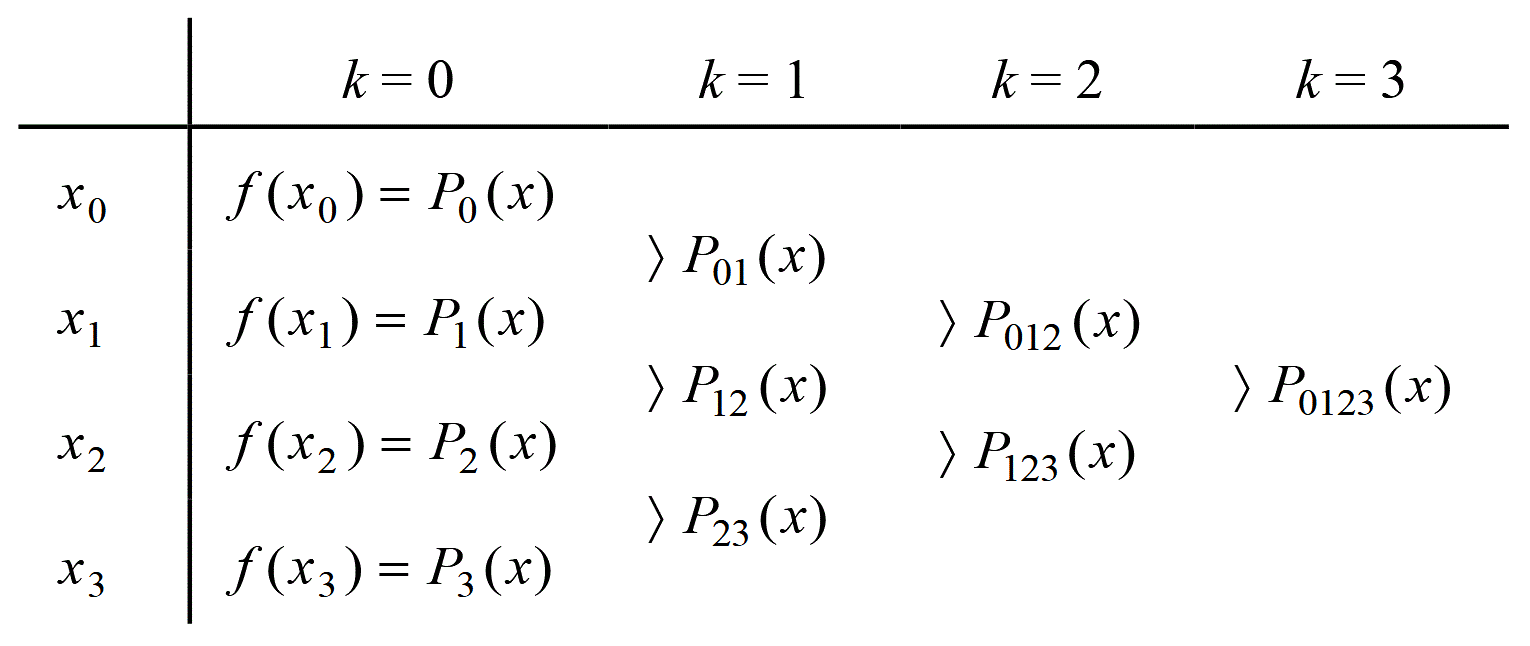 k = 0 k = 1 k = 2 k = 3
x₀ f(x₀) = P₀(x)
〉P₀₁(x)
x₁ f(x₁) = P₁(x) 〉P₀₁₂(x)
〉P₁₂(x) 〉P₀₁₂₃(x)
x₂ f(x₂) = P₂(x) 〉P₁₂₃(x)
〉P₂₃(x)
x₃ f(x₃) = P₃(x)